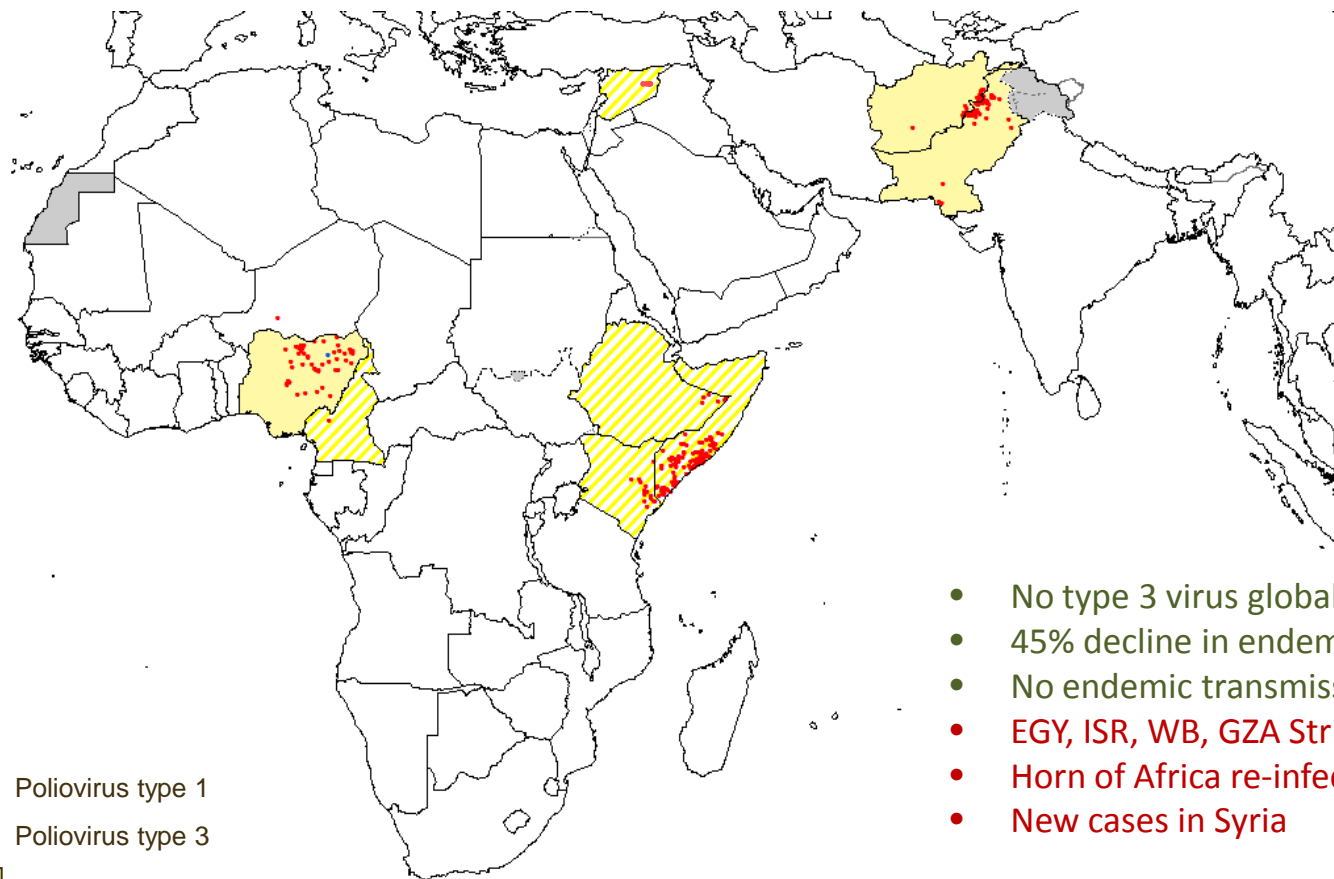 • No type 3 virus global
• 45% decline in endem
• No endemic transmiss
• EGY, ISR, WB, GZA Str
• Horn of Africa re-infec
• New cases in Syria
Poliovirus type 1
Poliovirus type 3